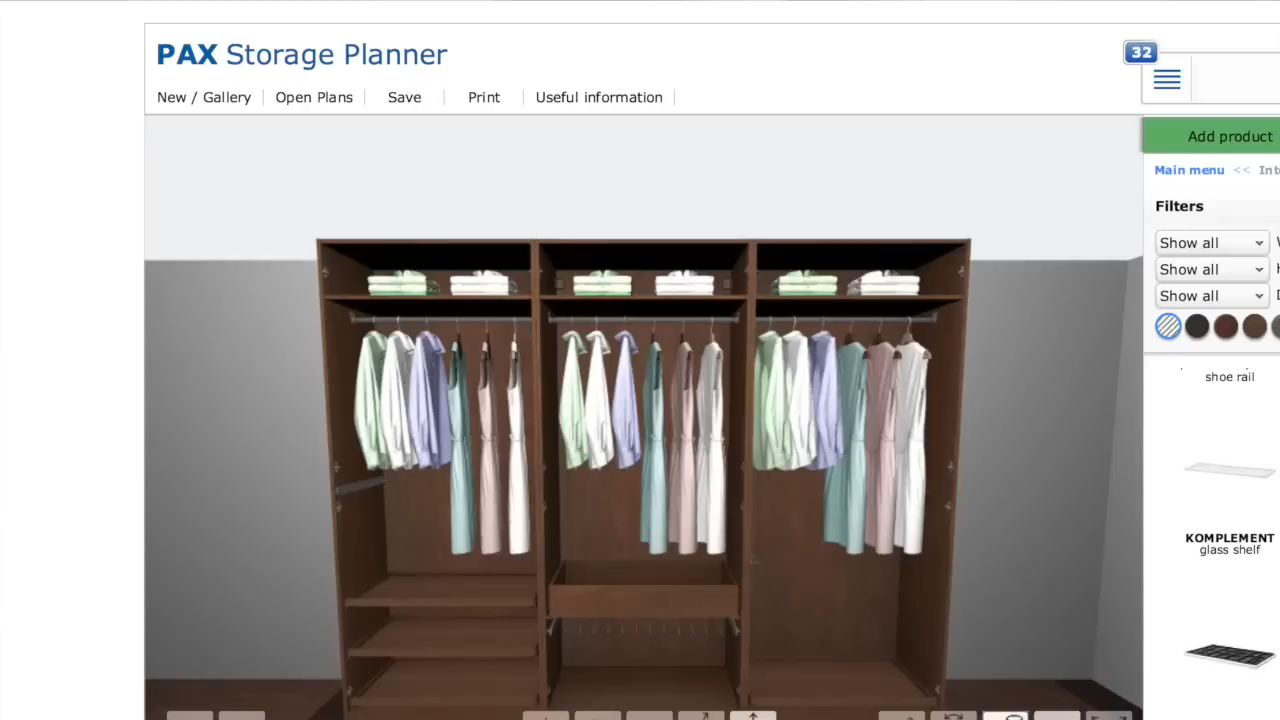 PAX Storage Planner
32
New / Gallery
Open Plans
Save
Print
Useful information
Add product
Main menu << Int
Filters
Show all
Show all
Show all
shoe rail
KOMPLEMENT
glass shelf